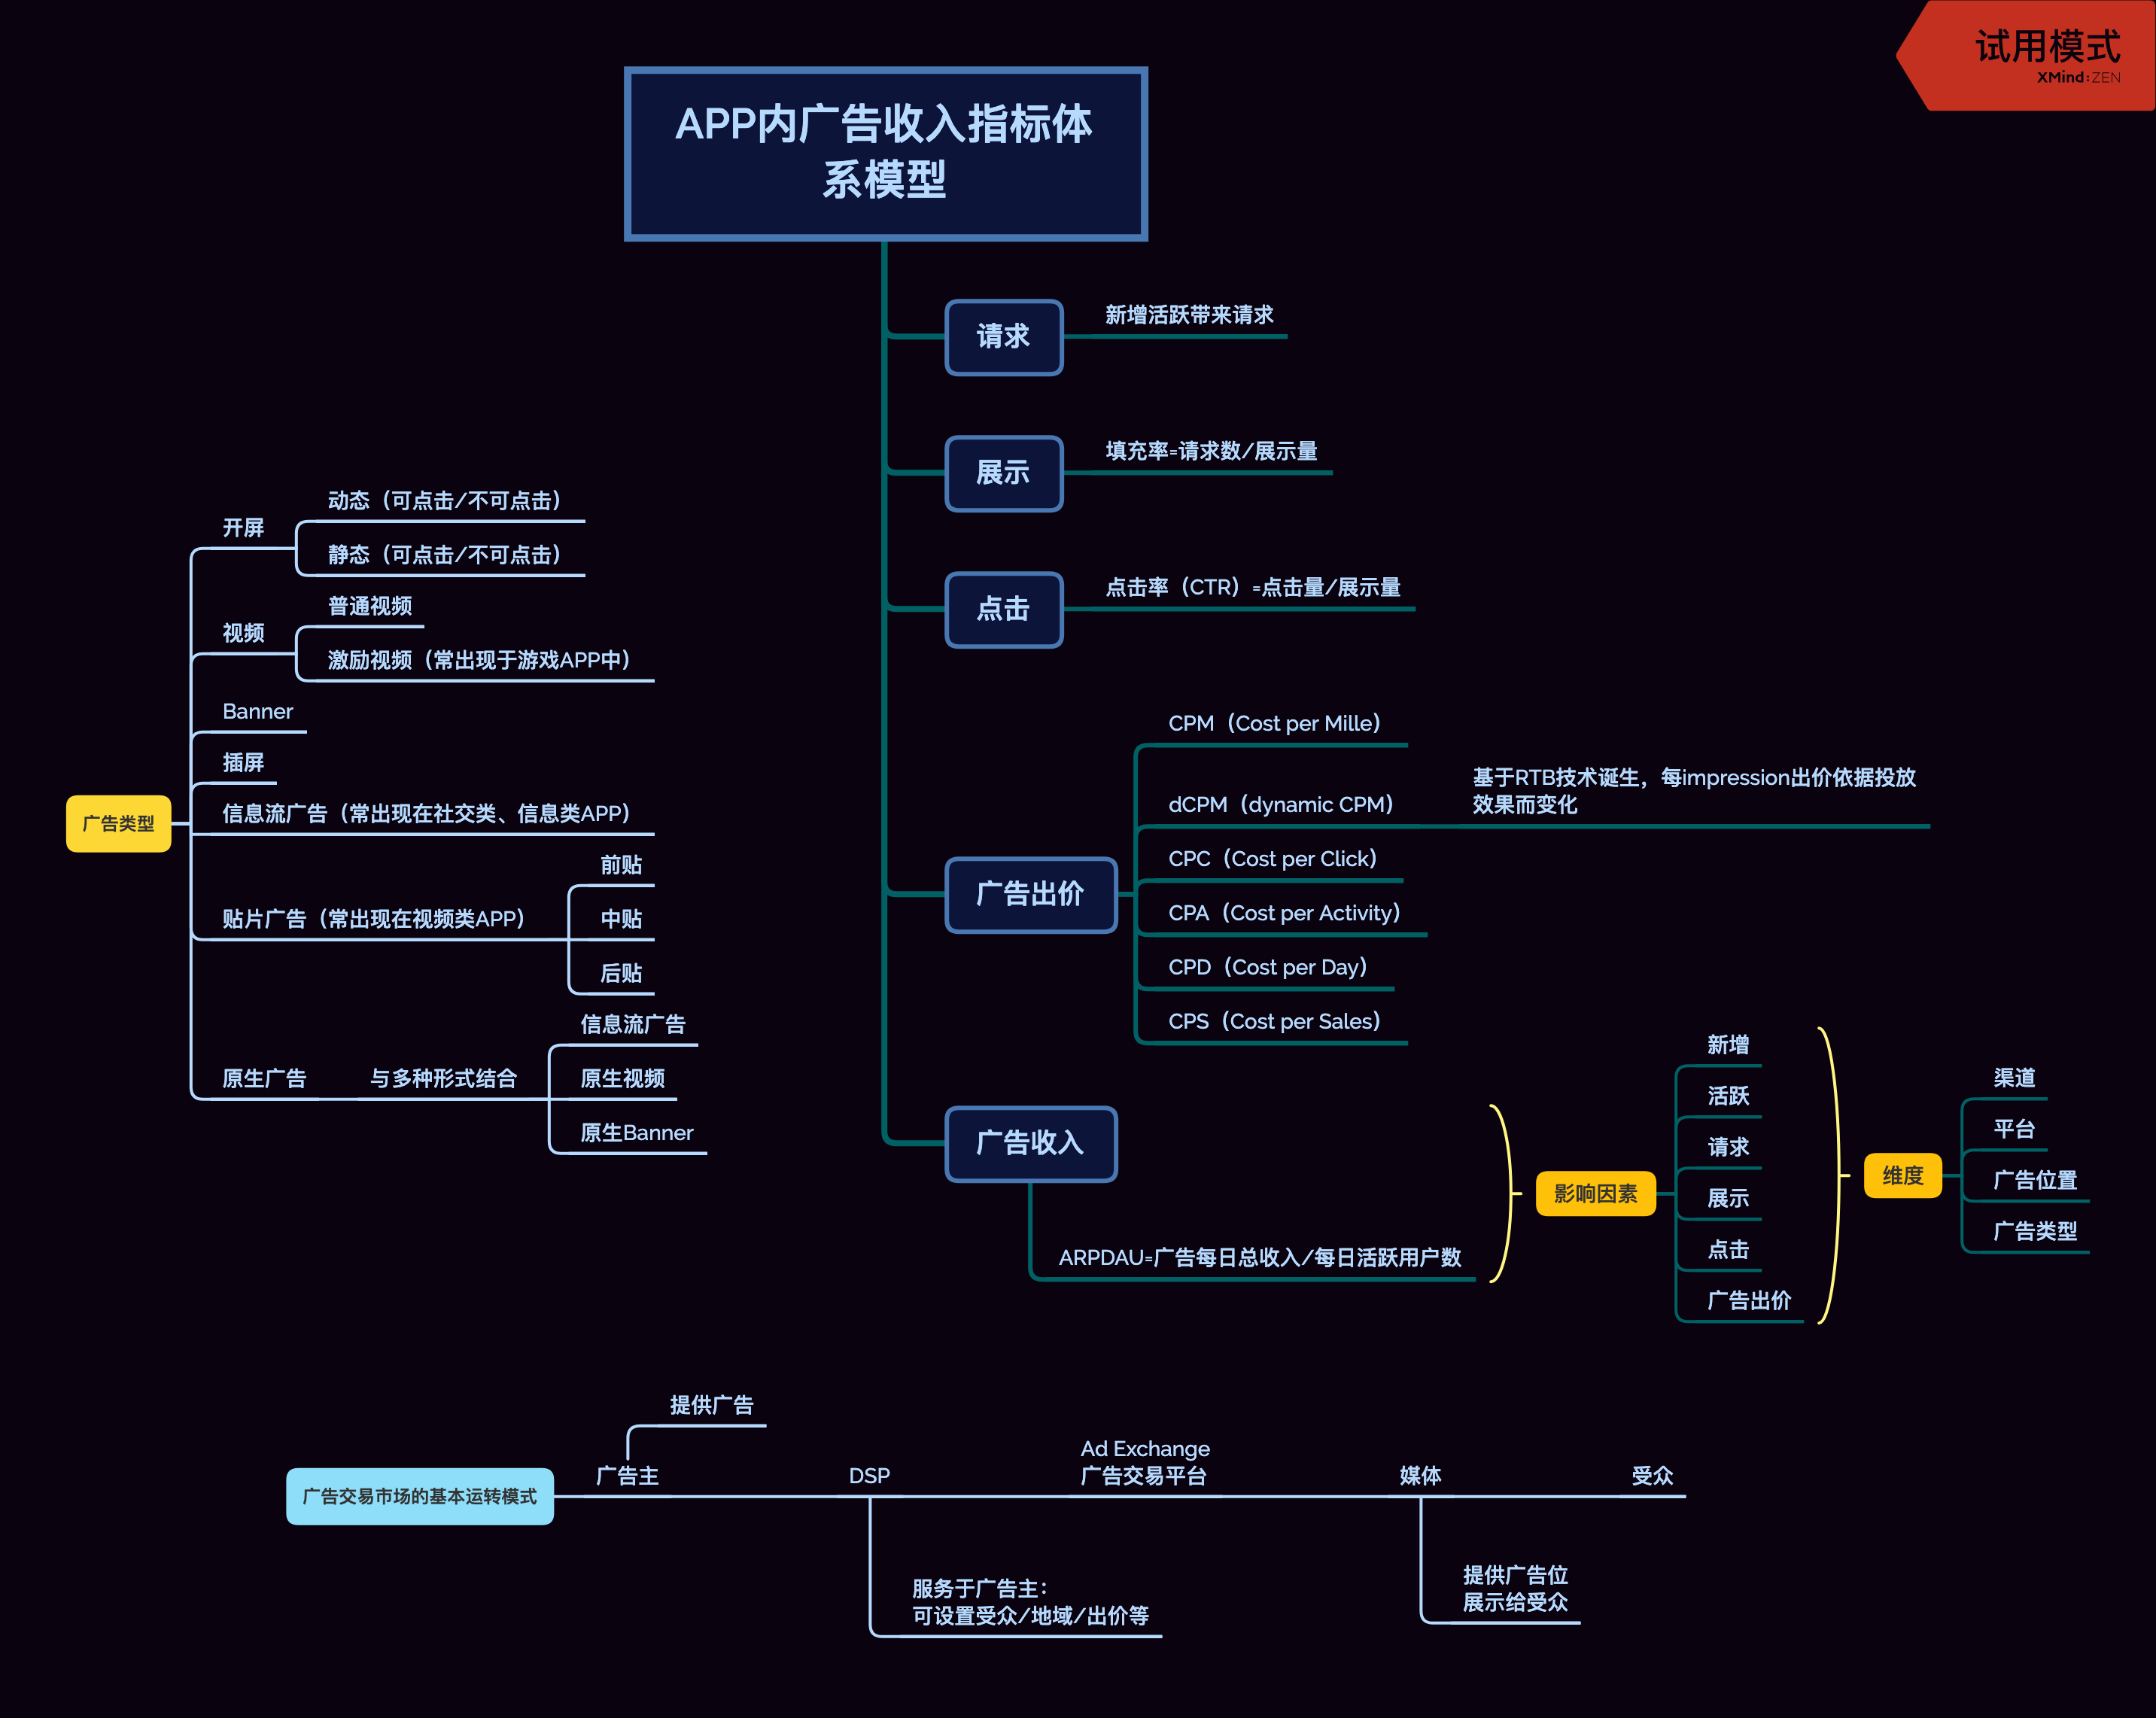 试用模式
XMind:ZEN
APP内广告收入指标体
系模型
请求
新增活跃带来请求
展示
填充率=请求数/展示量
点击
点击率（CTR）=点击量/展示量
广告出价
CPM（Cost per Mille）
dCPM（dynamic CPM）
基于RTB技术诞生，每impression出价依据投放
效果而变化
CPC（Cost per Click）
CPA（Cost per Activity）
CPD（Cost per Day）
CPS（Cost per Sales）
广告收入
ARPDAU=广告每日总收入/每日活跃用户数
影响因素
新增
活跃
请求
展示
点击
广告出价
维度
渠道
平台
广告位置
广告类型
广告类型
开屏
动态（可点击/不可点击）
静态（可点击/不可点击）
视频
普通视频
激励视频（常出现于游戏APP中）
Banner
插屏
信息流广告（常出现在社交类、信息类APP）
贴片广告（常出现在视频类APP）
前贴
中贴
后贴
原生广告
与多种形式结合
信息流广告
原生视频
原生Banner
广告交易市场的基本运转模式
广告主
提供广告
DSP
服务于广告主：
可设置受众/地域/出价等
Ad Exchange
广告交易平台
媒体
提供广告位
展示给受众
受众